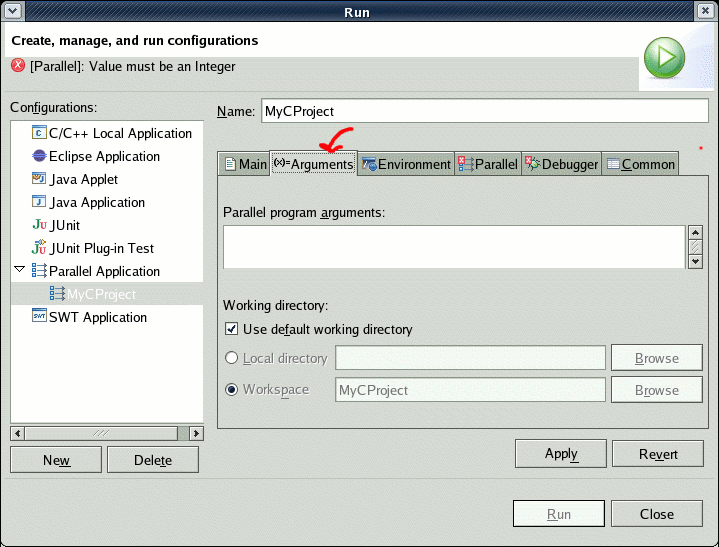 Run
Create, manage, and run configurations
[Parallel]: Value must be an Integer
Configurations:
C/C++ Local Application
Eclipse Application
Java Applet
Java Application
JUnit
JUnit Plug-in Test
Parallel Application
MyCProject
SWT Application
New Delete
Name: MyCProject
Main (x)= Arguments Environment Parallel Debugger Common
Parallel program arguments:
Working directory:
Use default working directory
Local directory Browse
Workspace MyCProject Browse
Apply Revert
Run Close